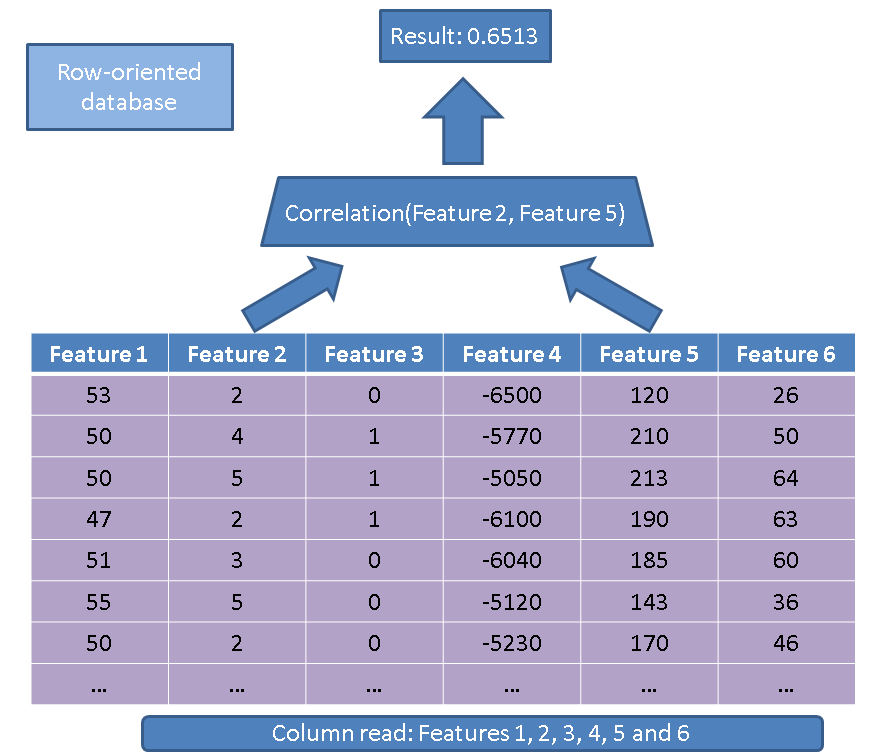 Result: 0.6513
Row-oriented
database
Correlation(Feature 2, Feature 5)
Feature 1 Feature 2 Feature 3 Feature 4 Feature 5 Feature 6
53 2 0 -6500 120 26
50 4 1 -5770 210 50
50 5 1 -5050 213 64
47 2 1 -6100 190 63
51 3 0 -6040 185 60
55 5 0 -5120 143 36
50 2 0 -5230 170 46
... ... ... ... ... ...
Column read: Features 1, 2, 3, 4, 5 and 6